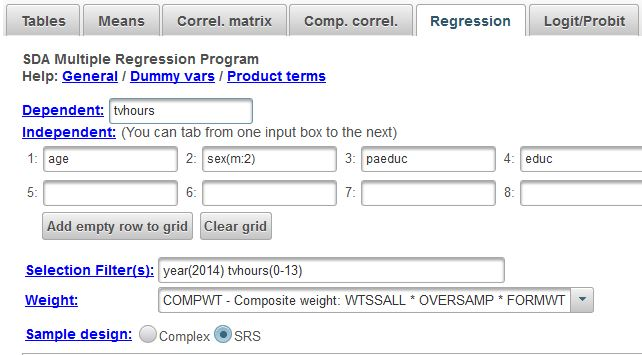 Tables Means Correl. matrix Comp. correl. Regression Logit/Probit
SDA Multiple Regression Program
Help: General / Dummy vars / Product terms
Dependent: tvhours
Independent: (You can tab from one input box to the next)
1: age 2: sex(m:2) 3: paeduc 4: educ
5: 6: 7: 8:
Add empty row to grid Clear grid
Selection Filter(s): year(2014) tvhours(0-13)
Weight: COMPWT - Composite weight: WTSSALL * OVERSAMP * FORMWT
Sample design: Complex SRS